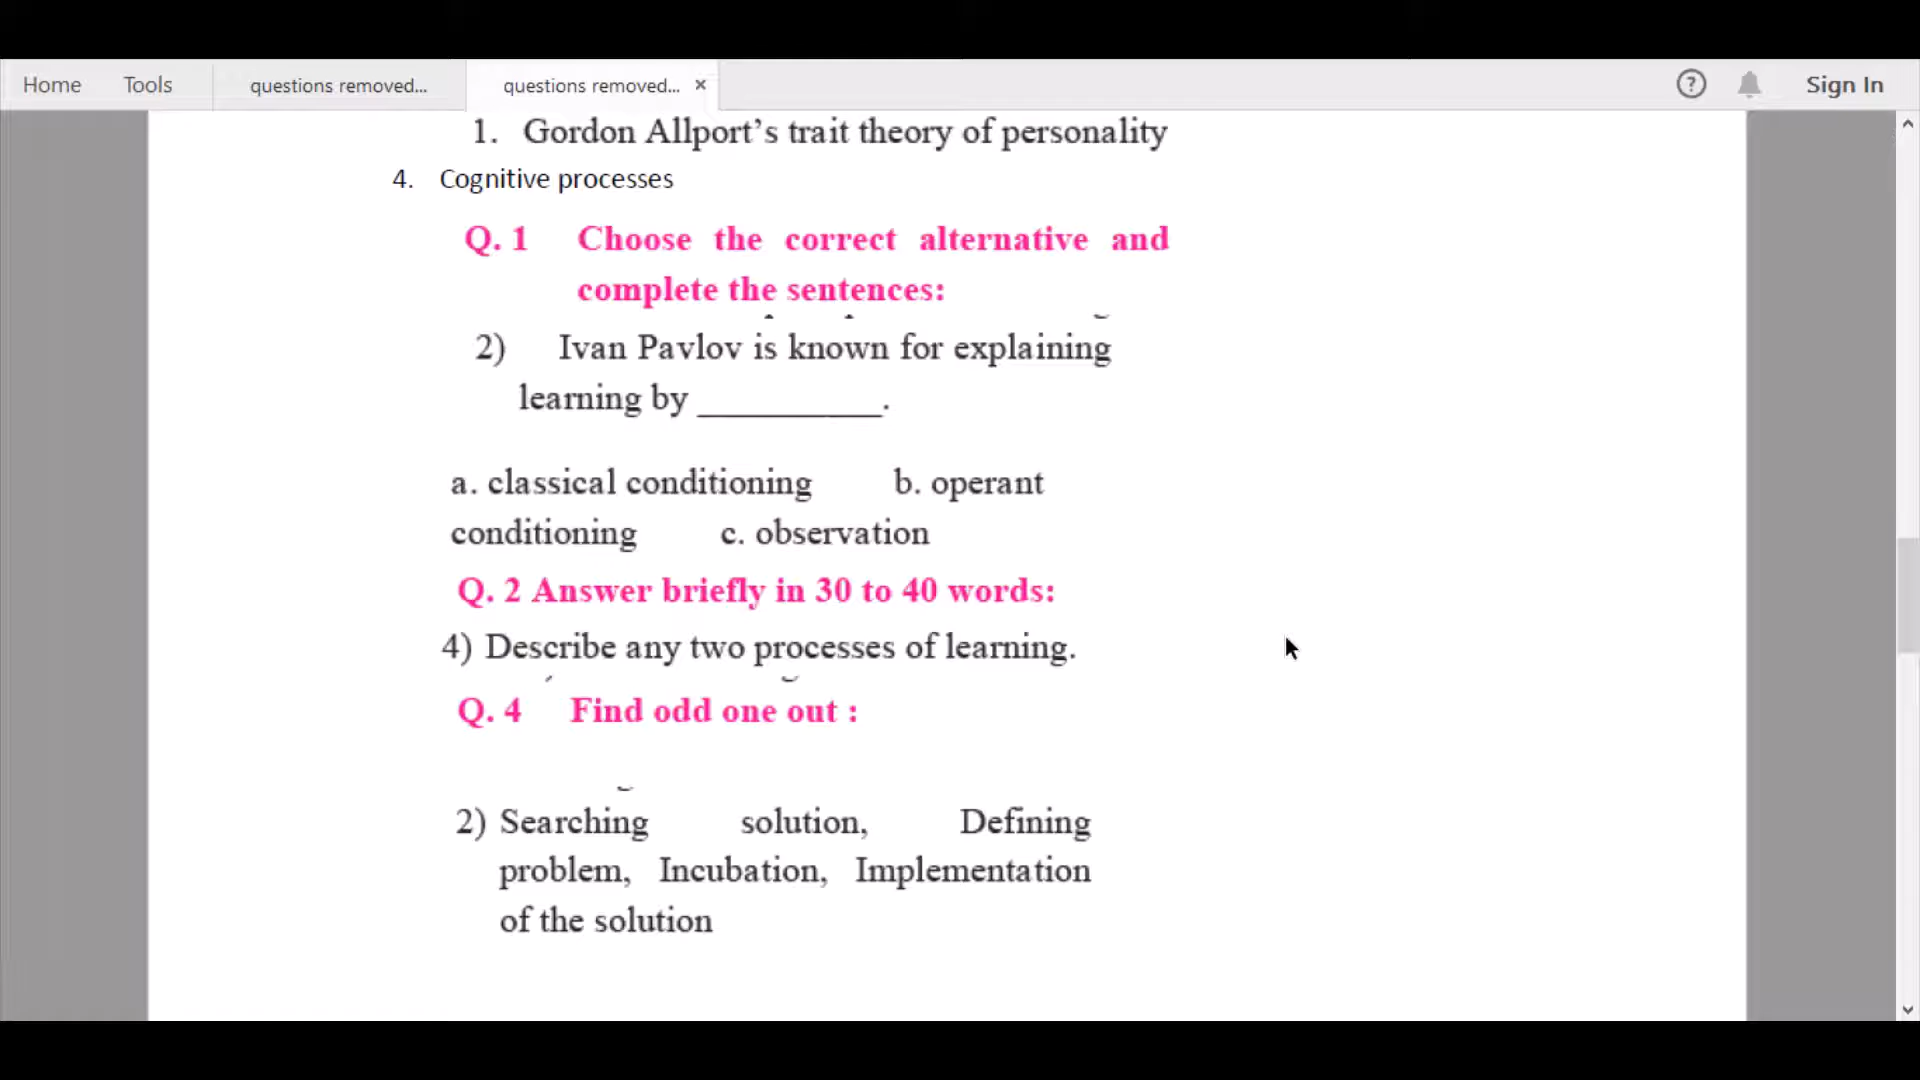 Home Tools questions removed... questions removed... × ? Sign In
1. Gordon Allport’s trait theory of personality
4. Cognitive processes
Q. 1 Choose the correct alternative and
complete the sentences:
2) Ivan Pavlov is known for explaining
learning by __________.
a. classical conditioning b. operant
conditioning c. observation
Q. 2 Answer briefly in 30 to 40 words:
4) Describe any two processes of learning.
Q. 4 Find odd one out :
2) Searching solution, Defining
problem, Incubation, Implementation
of the solution